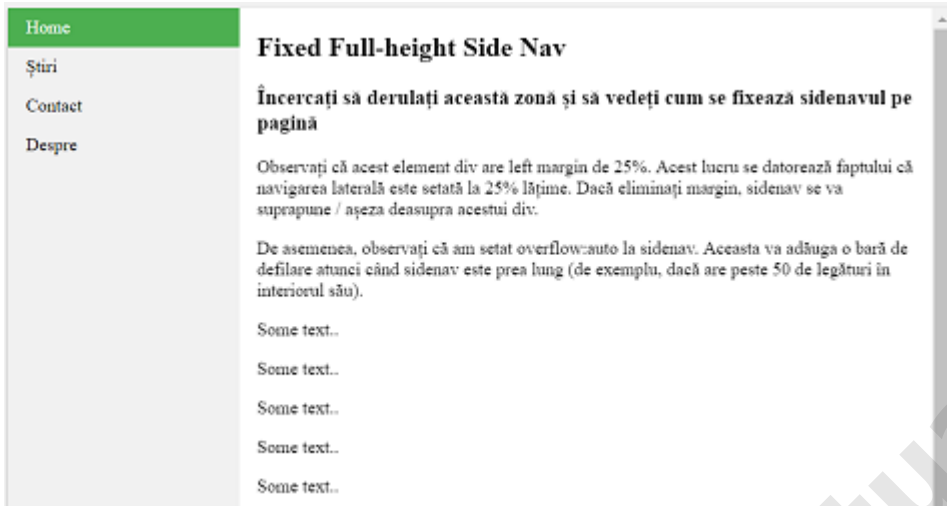 Home
Știri
Contact
Despre
Fixed Full-height Side Nav
Încercați să derulați această zonă și să vedeți cum se fixează sidenavul pe
pagină
Observați că acest element div are left margin de 25%. Acest lucru se datorează faptului că
navigarea laterală este setată la 25% lățime. Dacă eliminați margin, sidenav se va
suprapune / așeza deasupra acestui div.
De asemenea, observați că am setat overflow:auto la sidenav. Aceasta va adăuga o bară de
defilare atunci când sidenav este prea lung (de exemplu, dacă are peste 50 de legături în
interiorul său).
Some text..
Some text..
Some text..
Some text..
Some text..